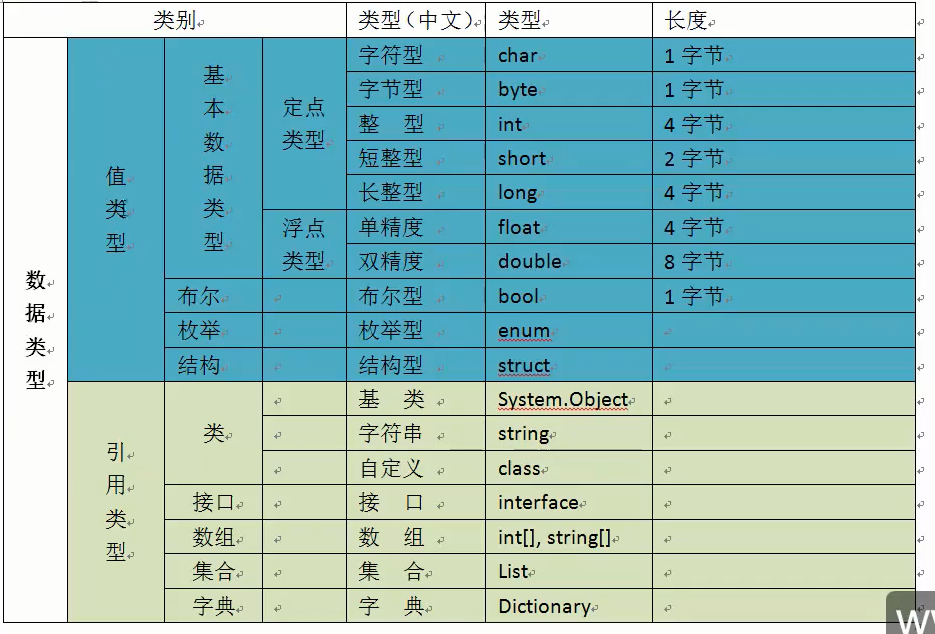 类别 类型（中文） 类型 长度
数据类型 值类型 基本数据类型 定点类型 字符型 char 1 字节
字节型 byte 1 字节
整 型 int 4 字节
短整型 short 2 字节
长整型 long 4 字节
浮点类型 单精度 float 4 字节
双精度 double 8 字节
布尔 布尔型 bool 1 字节
枚举 枚举型 enum
结构 结构型 struct
引用类型 类 基 类 System.Object
字符串 string
自定义 class
接口 接 口 interface
数组 数 组 int[], string[]
集合 集 合 List
字典 字 典 Dictionary